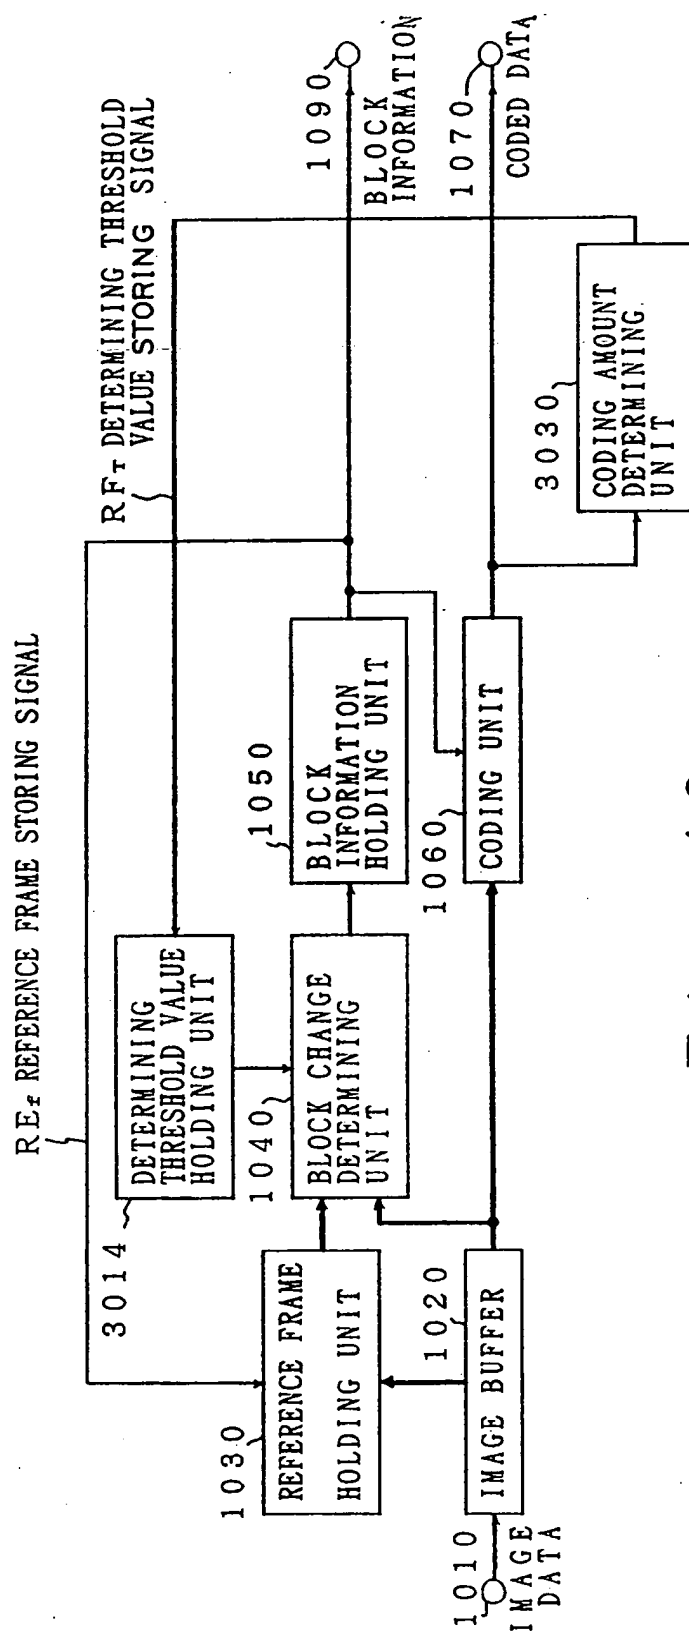 RE_f REFERENCE FRAME STORING SIGNAL
RF_T DETERMINING THRESHOLD
VALUE STORING SIGNAL
3014
DETERMINING
THRESHOLD VALUE
HOLDING UNIT
1030
REFERENCE FRAME
HOLDING UNIT
1040
BLOCK CHANGE
DETERMINING
UNIT
1050
BLOCK
INFORMATION
HOLDING UNIT
1090
BLOCK
INFORMATION
1010
IMAGE
DATA
1020
IMAGE BUFFER
1060
CODING UNIT
1070
CODED DATA
3030
CODING AMOUNT
DETERMINING
UNIT